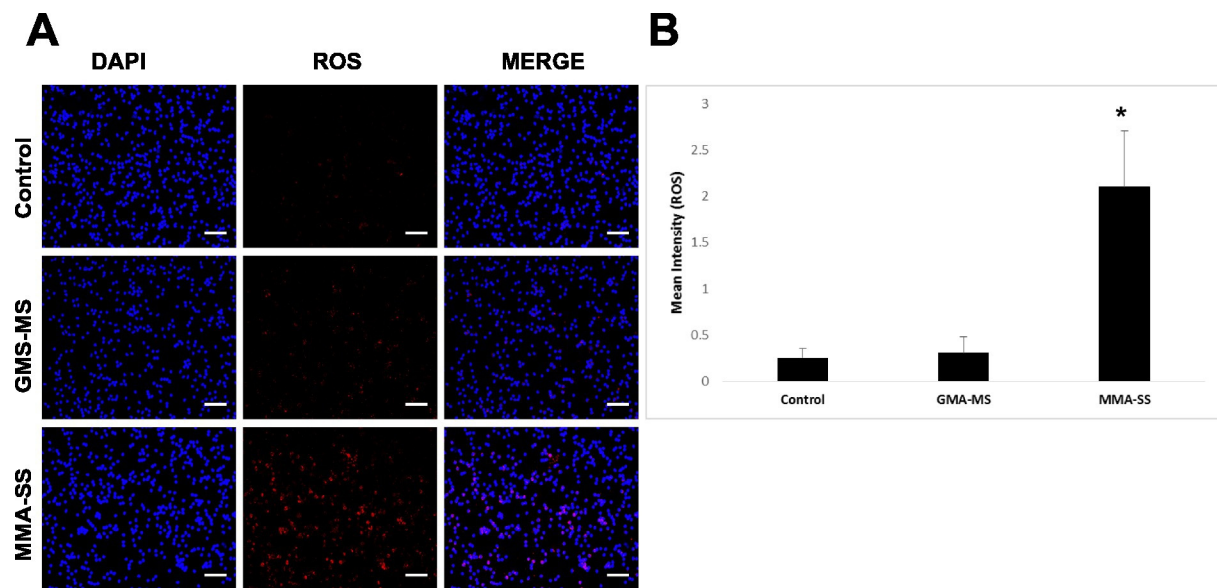 A
DAPI ROS MERGE
Control
GMS-MS
MMA-SS
B
Mean Intensity (ROS)
3
2.5
2
1.5
1
0.5
0
*
Control GMA-MS MMA-SS